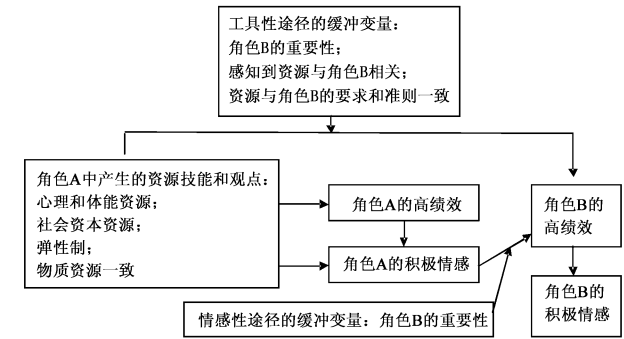 工具性途径的缓冲变量：
角色B的重要性；
感知到资源与角色B相关；
资源与角色B的要求和准则一致
角色A中产生的资源技能和观点：
心理和体能资源；
社会资本资源；
弹性制；
物质资源一致
角色A的高绩效
角色A的积极情感
角色B的
高绩效
角色B的
积极情感
情感性途径的缓冲变量：角色B的重要性